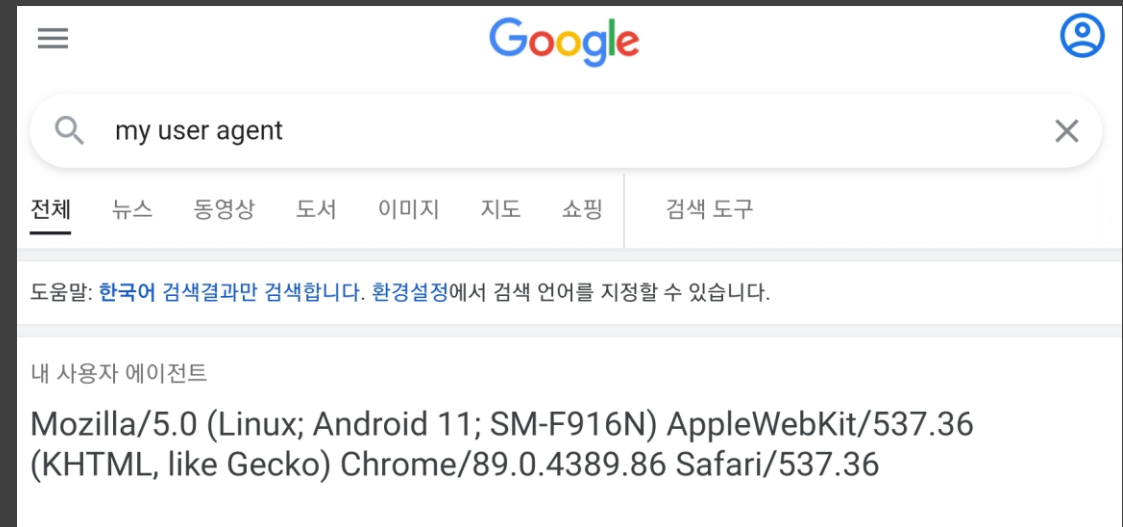 Google
my user agent
전체 뉴스 동영상 도서 이미지 지도 쇼핑 검색 도구
도움말: 한국어 검색결과만 검색합니다. 환경설정에서 검색 언어를 지정할 수 있습니다.
내 사용자 에이전트
Mozilla/5.0 (Linux; Android 11; SM-F916N) AppleWebKit/537.36
(KHTML, like Gecko) Chrome/89.0.4389.86 Safari/537.36